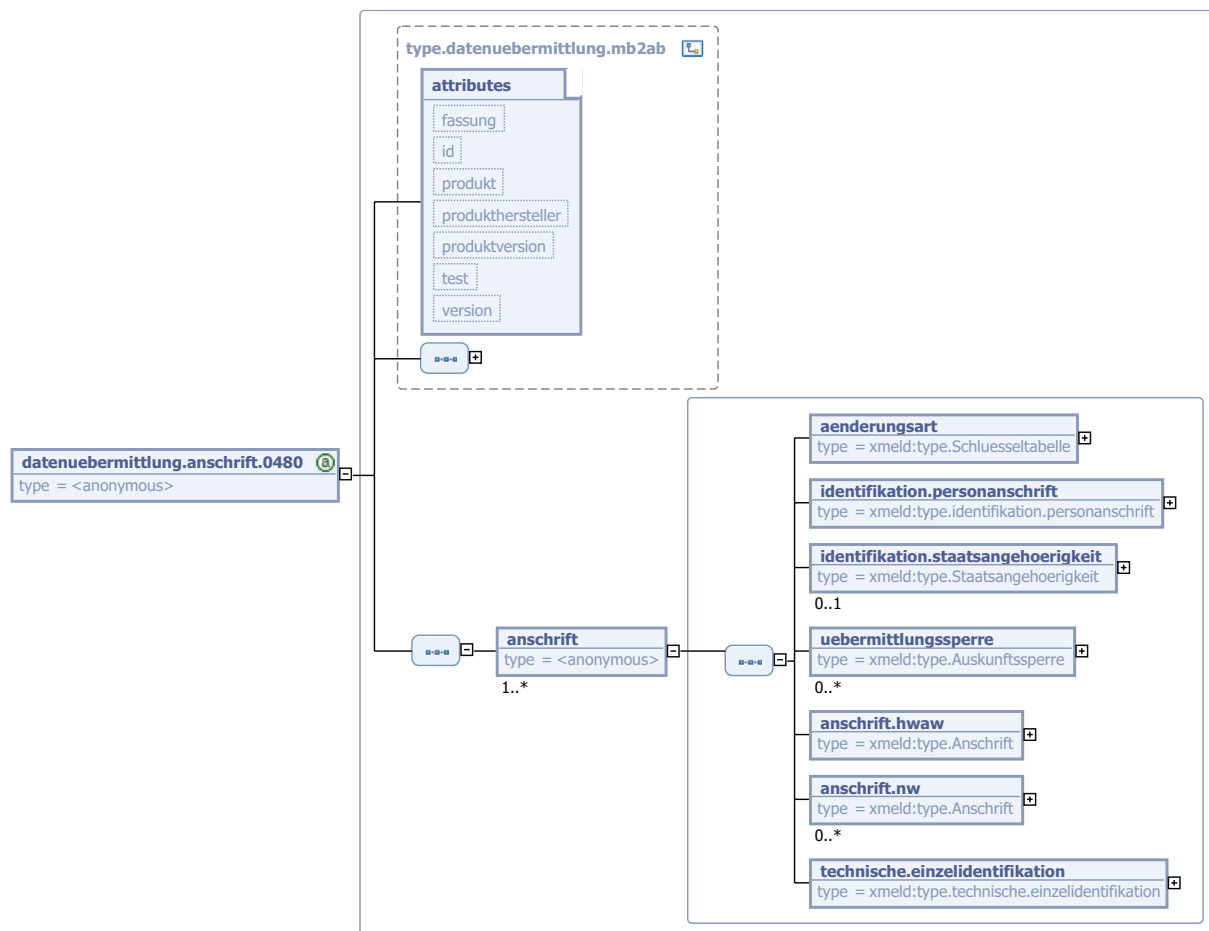 type.datenuebermittlung.mb2ab
attributes
fassung
id
produkt
produkthersteller
produktversion
test
version
datenuebermittlung.anschrift.0480 @
type = <anonymous>
anschrift
type = <anonymous>
1..*
aenderungsart
type = xmeld:type.Schluesseltabelle
identifikation.personanschrift
type = xmeld:type.identifikation.personanschrift
identifikation.staatsangehoerigkeit
type = xmeld:type.Staatsangehoerigkeit
0..1
uebermittlungssperre
type = xmeld:type.Auskunftssperre
0..*
anschrift.hwaw
type = xmeld:type.Anschrift
anschrift.nw
type = xmeld:type.Anschrift
0..*
technische.einzelidentifikation
type = xmeld:type.technische.einzelidentifikation